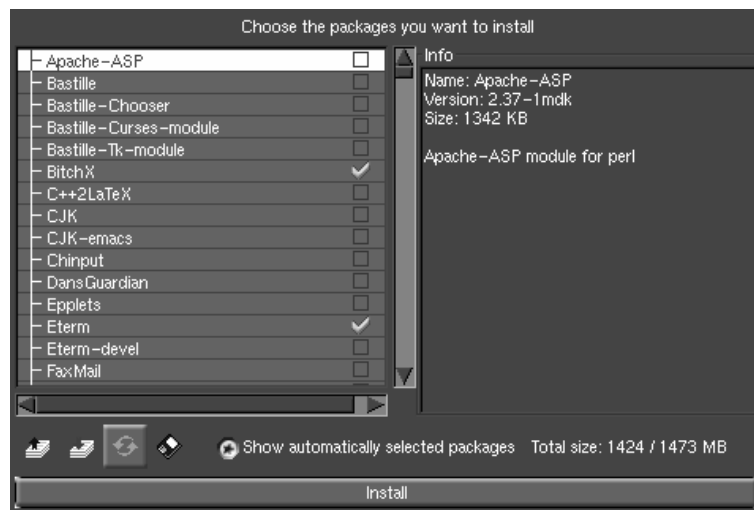 Choose the packages you want to install
Apache-ASP
Bastille
Bastille-Chooser
Bastille-Curses-module
Bastille-Tk-module
BitchX
C++2LaTeX
CJK
CJK-emacs
Chinput
DansGuardian
Epplets
Eterm
Eterm-devel
FaxMail
Info
Name: Apache-ASP
Version: 2.37-1mdk
Size: 1342 KB
Apache-ASP module for perl
Show automatically selected packages
Total size: 1424 / 1473 MB
Install